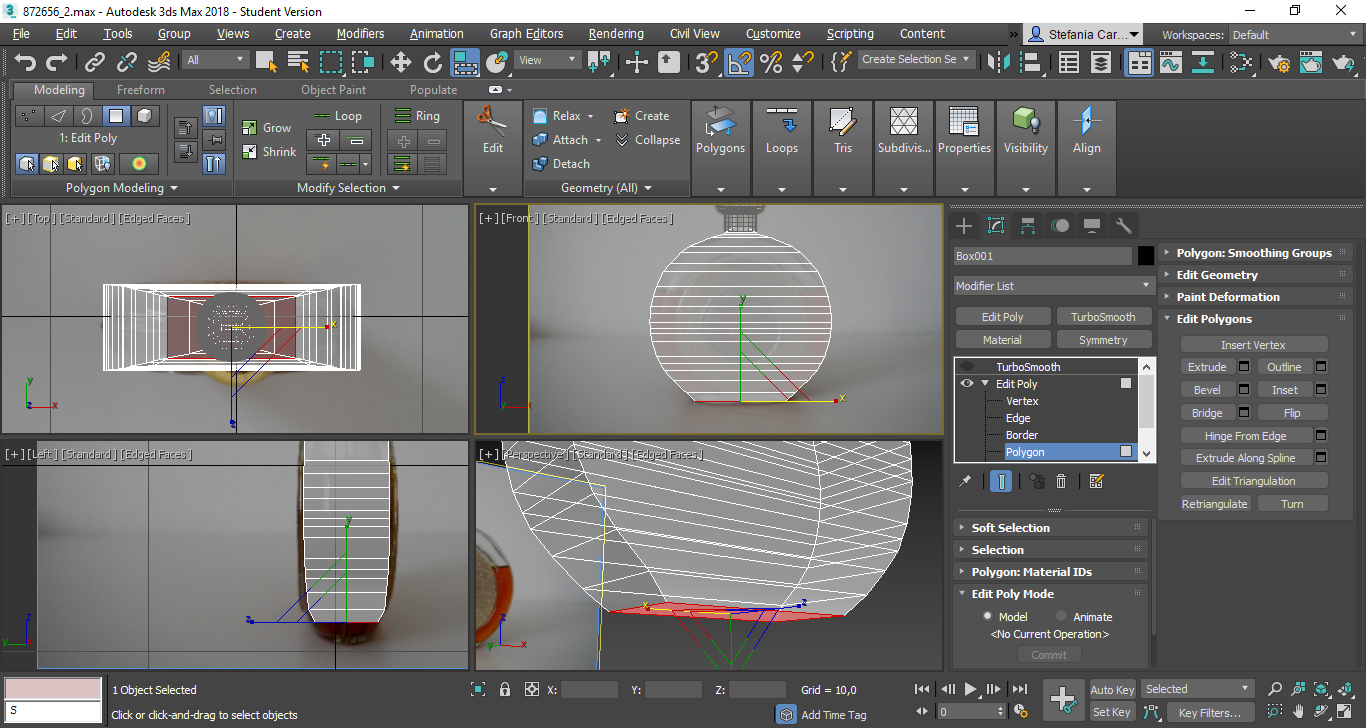 872656_2.max - Autodesk 3ds Max 2018 - Student Version
File Edit Tools Group Views Create Modifiers Animation Graph Editors Rendering Civil View Customize Scripting Content » Stefania Car... Workspaces: Default
All View Create Selection Se
Modeling Freeform Selection Object Paint Populate
1: Edit Poly
Polygon Modeling
Grow
Shrink
Loop
Ring
Modify Selection
Edit
Relax Create
Attach Collapse
Detach
Geometry (All)
Polygons Loops Tris Subdivis... Properties Visibility Align
[+] [Top] [Standard ] [Edged Faces ]
y
x
z
y
x
z
[+] [Front ] [Standard ] [Edged Faces ]
y
x
z
x
[+] [Left ] [Standard ] [Edged Faces ]
y
z
z
y
[+] [Perspective ] [Standard ] [Edged Faces ]
x
z
z
y
x
Box001
Modifier List
Edit Poly TurboSmooth
Material Symmetry
TurboSmooth
Edit Poly
Vertex
Edge
Border
Polygon
Soft Selection
Selection
Polygon: Material IDs
Edit Poly Mode
Model Animate
<No Current Operation>
Commit
Polygon: Smoothing Groups
Edit Geometry
Paint Deformation
Edit Polygons
Insert Vertex
Extrude Outline
Bevel Inset
Bridge Flip
Hinge From Edge
Extrude Along Spline
Edit Triangulation
Retriangulate Turn
1 Object Selected
X: Y: Z: Grid = 10,0
S
Click or click-and-drag to select objects
Add Time Tag
0
Auto Key Selected
Set Key Key Filters...